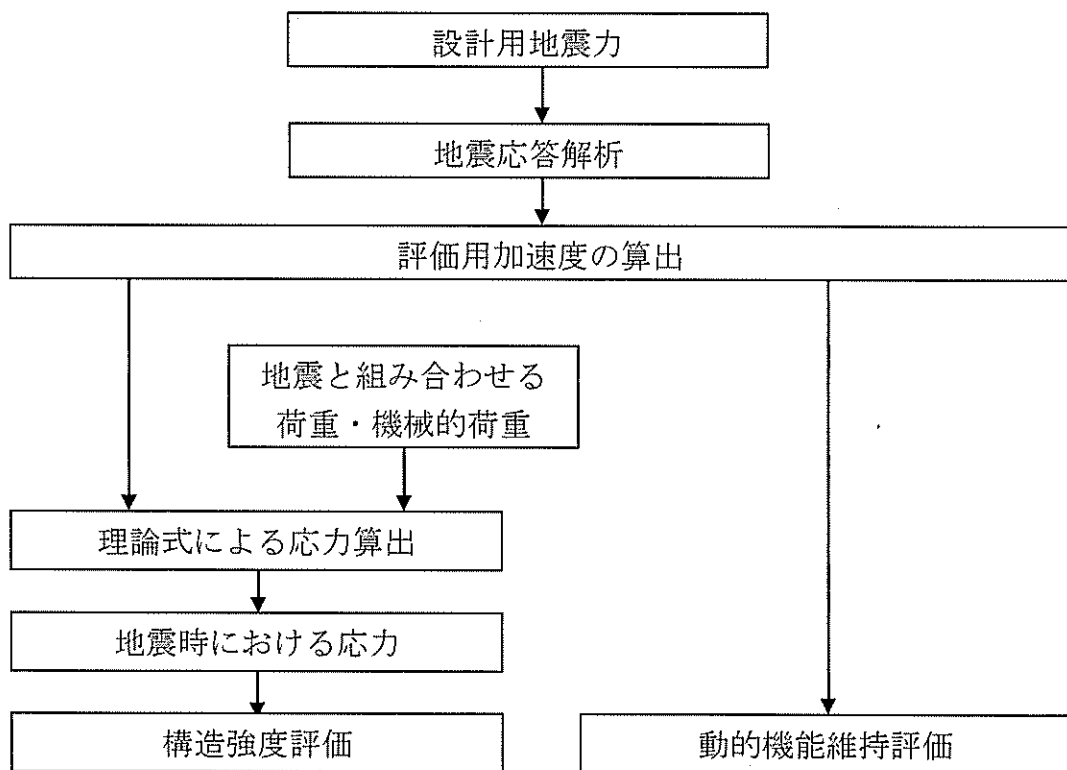 設計用地震力
地震応答解析
評価用加速度の算出
地震と組み合わせる
荷重・機械的荷重
理論式による応力算出
地震時における応力
構造強度評価
動的機能維持評価